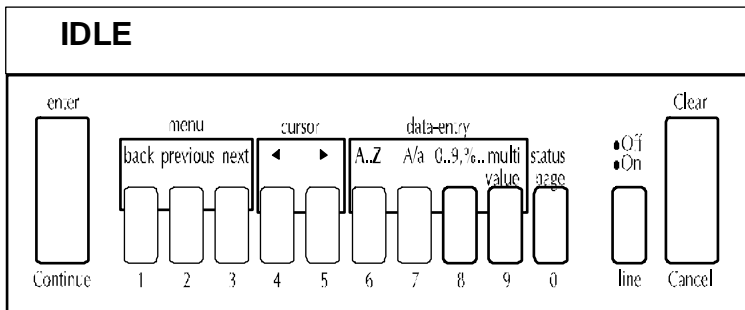 IDLE
enter Clear
menu cursor data-entry
back previous next ◄ ► A..Z A/a 0..9,%.. multi value status page
•Off
•On
Continue 1 2 3 4 5 6 7 8 9 0 line Cancel